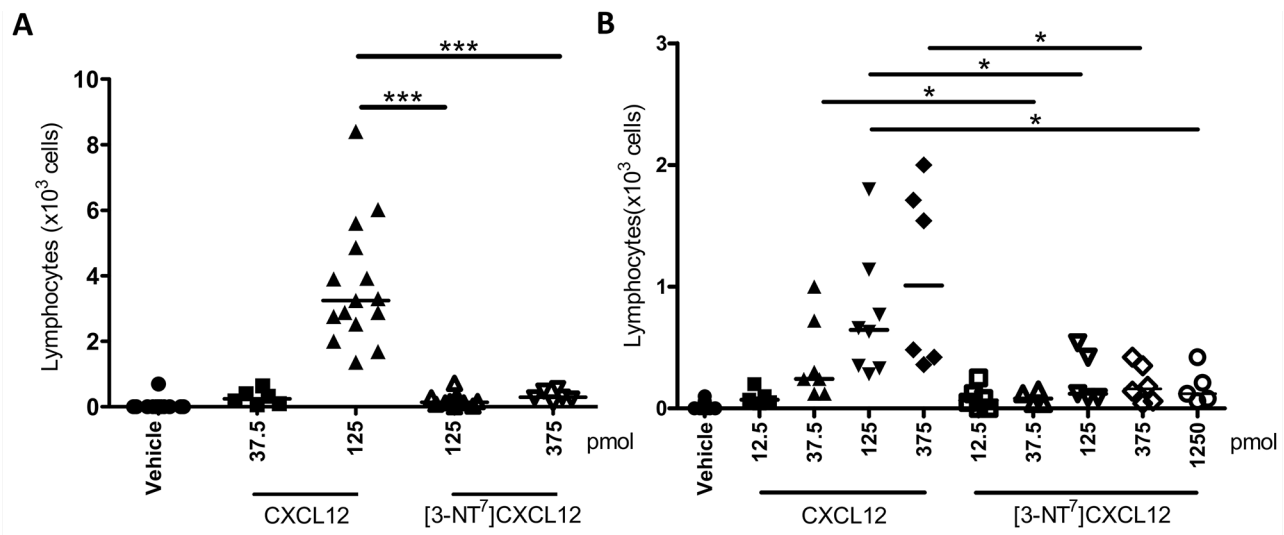 A
***
***
10
8
6
4
2
0
Lymphocytes (x10³ cells)
Vehicle
37.5
125
125
375
pmol
CXCL12
[3-NT⁷]CXCL12
B
*
*
*
*
3
2
1
0
Lymphocytes(x10³ cells)
Vehicle
12.5
37.5
125
375
12.5
37.5
125
375
1250
pmol
CXCL12
[3-NT⁷]CXCL12